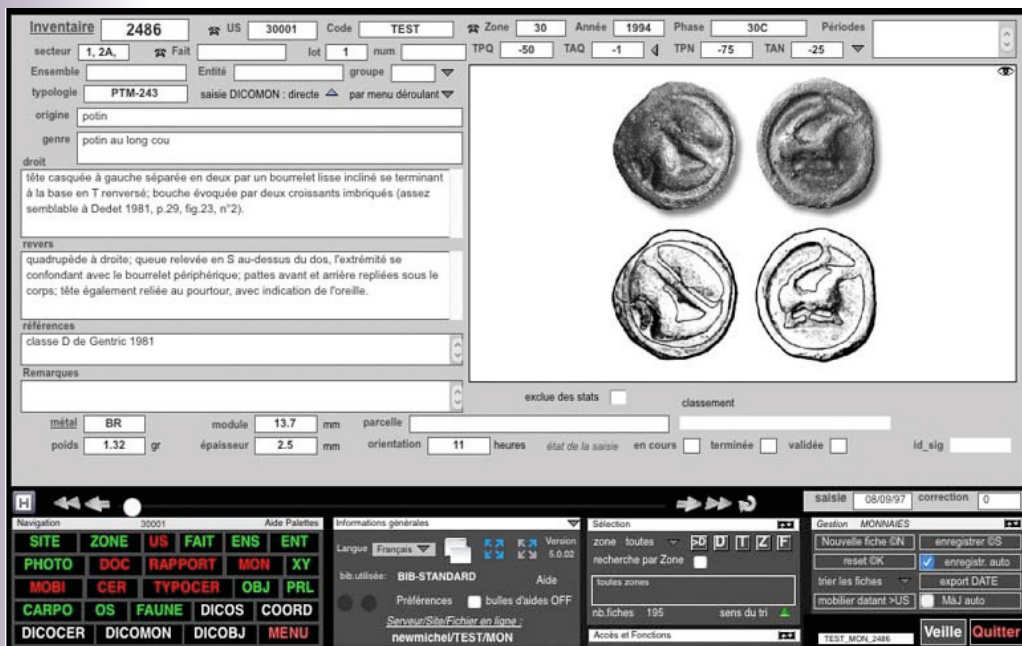 Inventaire 2486 US 30001 Code TEST Zone 30 Année 1994 Phase 30C Périodes
secteur 1, 2A, Fait lot 1 num TPQ -50 TAQ -1 TPN -75 TAN -25
Ensemble Entité groupe
typologie PTM-243 saisie DICOMON : directe par menu déroulant
origine potin
genre potin au long cou
droit
tête casquée à gauche séparée en deux par un bourrelet lisse incliné se terminant
à la base en T renversé; bouche évoquée par deux croissants imbriqués (assez
semblable à Dedet 1981, p.29, fig.23, n°2).
revers
quadrupède à droite; queue relevée en S au-dessus du dos, l'extrémité se
confondant avec le bourrelet périphérique; pattes avant et arrière repliées sous le
corps; tête également reliée au pourtour, avec indication de l'oreille.
références
classe D de Gentric 1981
Remarques
exclue des stats classement
métal BR module 13.7 mm parcelle
poids 1.32 gr épaisseur 2.5 mm orientation 11 heures état de la saisie en cours terminée validée id_sig
H saisie 08/09/97 correction 0
Navigation 30001 Aide Palettes
SITE ZONE US FAIT ENS ENT
PHOTO DOC RAPPORT MON XY
MOBI CER TYPOCER OBJ PRL
CARPO OS FAUNE DICOS COORD
DICOCER DICOMON DICOBJ MENU
Informations générales
Langue Français Version
5.0.02
bib.utilisée: BIB-STANDARD Aide
Préférences bulles d'aides OFF
Serveur/Site/Fichier en ligne :
newmichel/TEST/MON
Sélection
zone toutes >D D T Z F
recherche par Zone
toutes zones
nb.fiches 195 sens du tri
Accès et Fonctions
Gestion MONNAIES
Nouvelle fiche ©N enregistrer ©S
reset ©K enregistr. auto
trier les fiches export DATE
mobilier datant >US MàJ auto
TEST_MON_2486 Veille Quitter